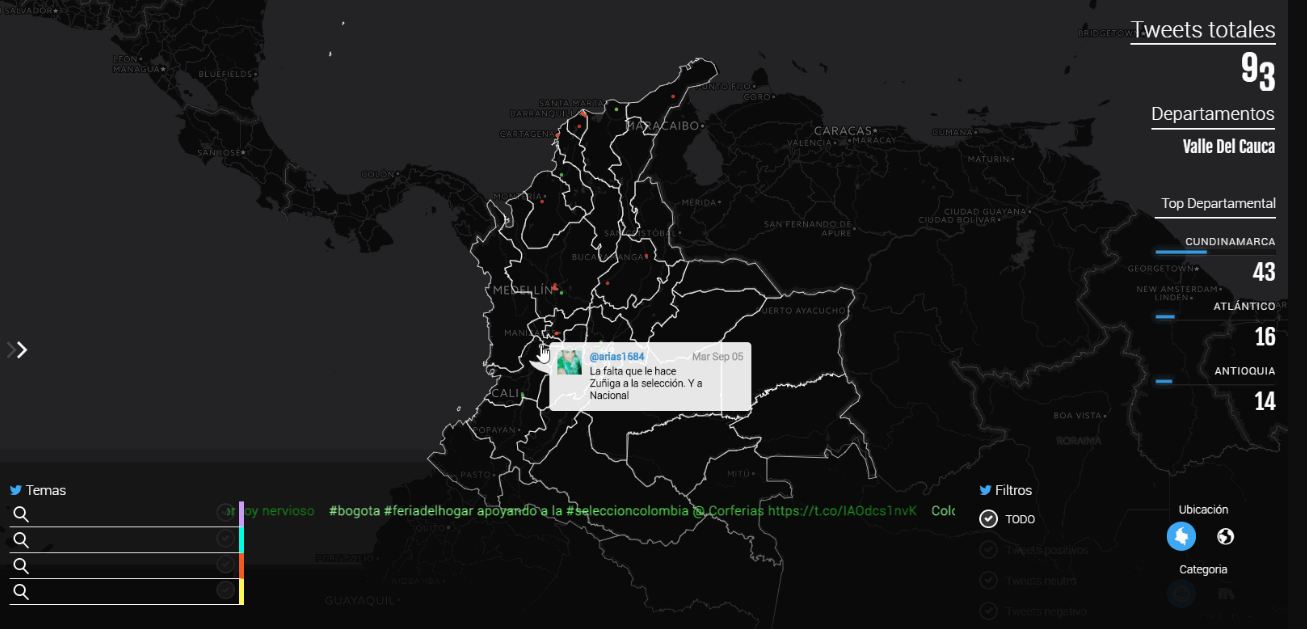 SALVADOR
LEÓN
MANAGUA
BLUEFIELDS
SAN JOSÉ
COLÓN
SANTA MARTA
BARRANQUIL
CARTAGENA
MARACAIBO
PUNTO FIJO
CORO
CARACAS
VALENCIA
MARACAY
CUMANÁ
MATURÍN
BRIDGETOWN
MONTERÍA
MÉRIDA
SAN CRISTÓBAL
SAN FERNANDO DE
APURE
CIUDAD GUAYANA
CIUDAD BOLÍVAR
BUCARAMANGA
MEDELLÍN
PUERTO AYACUCHO
GEORGETOWN
NEW AMSTERDAM
LINDEN
MANIZALES
CALI
POPAYÁN
PASTO
MITÚ
BOA VISTA
RORAIMA
QUITO
GUAYAQUIL
Tweets totales
93
Departamentos
Valle Del Cauca
Top Departamental
CUNDINAMARCA
43
ATLÁNTICO
16
ANTIOQUIA
14
@arias1684 Mar Sep 05
La falta que le hace
Zuñiga a la selección. Y a
Nacional
Temas
oy nervioso #bogota #feriadelhogar apoyando a la #seleccioncolombia @ Corferias https://t.co/IAOdcs1nvK Colo
Filtros
TODO
Tweets positivos
Tweets neutro
Tweets negativo
Ubicación
Categoria